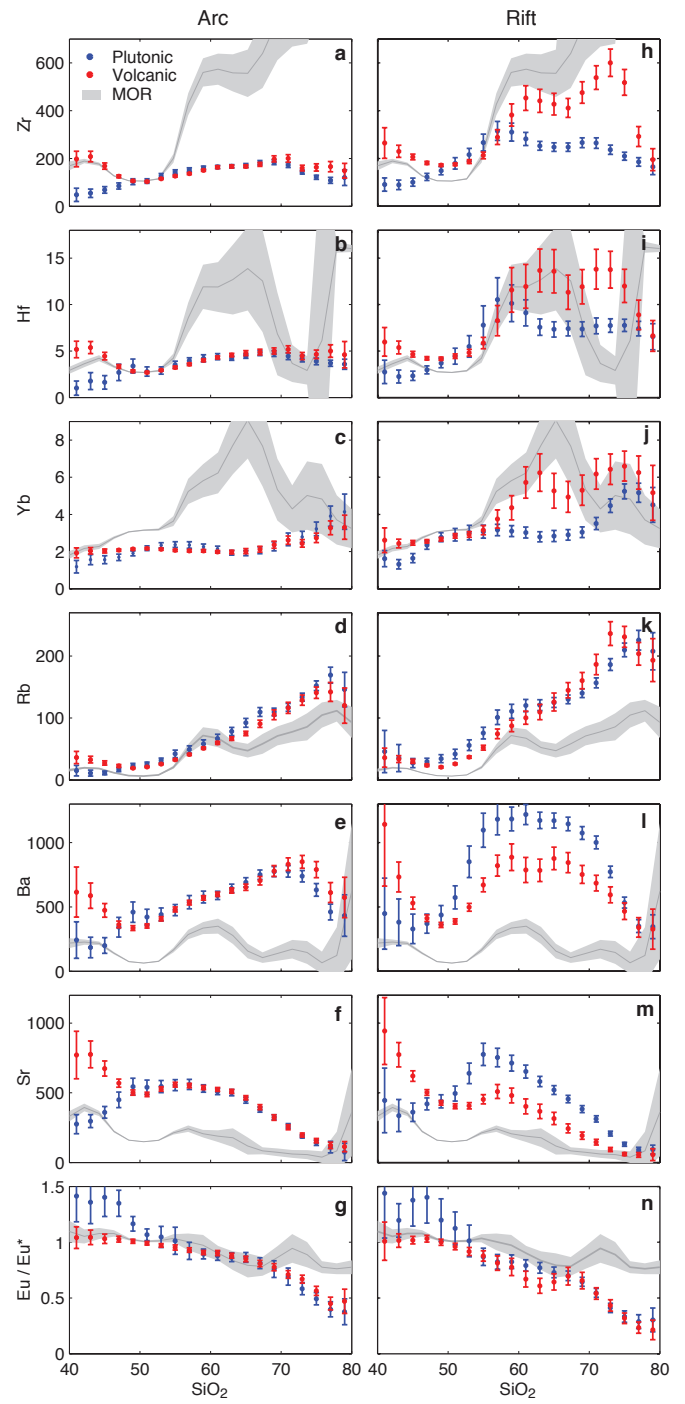 Arc
Rift
Plutonic
Volcanic
MOR
a
h
Zr
600
400
200
0
b
i
Hf
15
10
5
0
c
j
Yb
8
6
4
2
0
d
k
Rb
200
100
0
e
l
Ba
1000
500
0
f
m
Sr
1000
500
0
g
n
Eu / Eu*
1.5
1
0.5
0
40 50 60 70 80
40 50 60 70 80
SiO₂
SiO₂